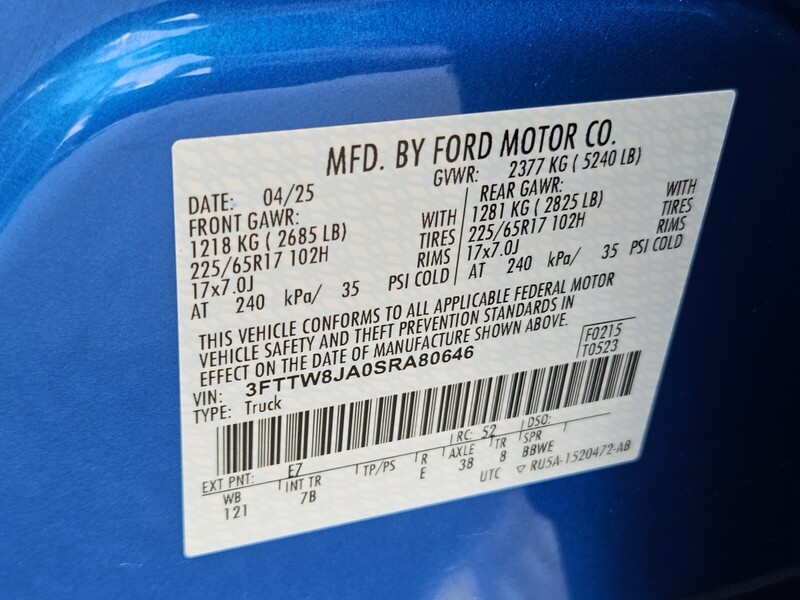 MFD. BY FORD MOTOR CO.
DATE: 04/25 GVWR: 2377 KG ( 5240 LB)
FRONT GAWR: REAR GAWR:
1218 KG ( 2685 LB) WITH 1281 KG ( 2825 LB) WITH
225/65R17 102H TIRES 225/65R17 102H TIRES
17x7.0J RIMS 17x7.0J RIMS
AT 240 kPa/ 35 PSI COLD AT 240 kPa/ 35 PSI COLD
THIS VEHICLE CONFORMS TO ALL APPLICABLE FEDERAL MOTOR
VEHICLE SAFETY AND THEFT PREVENTION STANDARDS IN
EFFECT ON THE DATE OF MANUFACTURE SHOWN ABOVE.
VIN: 3FTTW8JA0SRA80646 F0215
TYPE: Truck T0523
EXT PNT: E7 RC: 52 DSO:
WB INT TR TP/PS R AXLE TR SPR
121 7B E 38 8 BBWE
UTC ▽ RU5A-1520472-AB